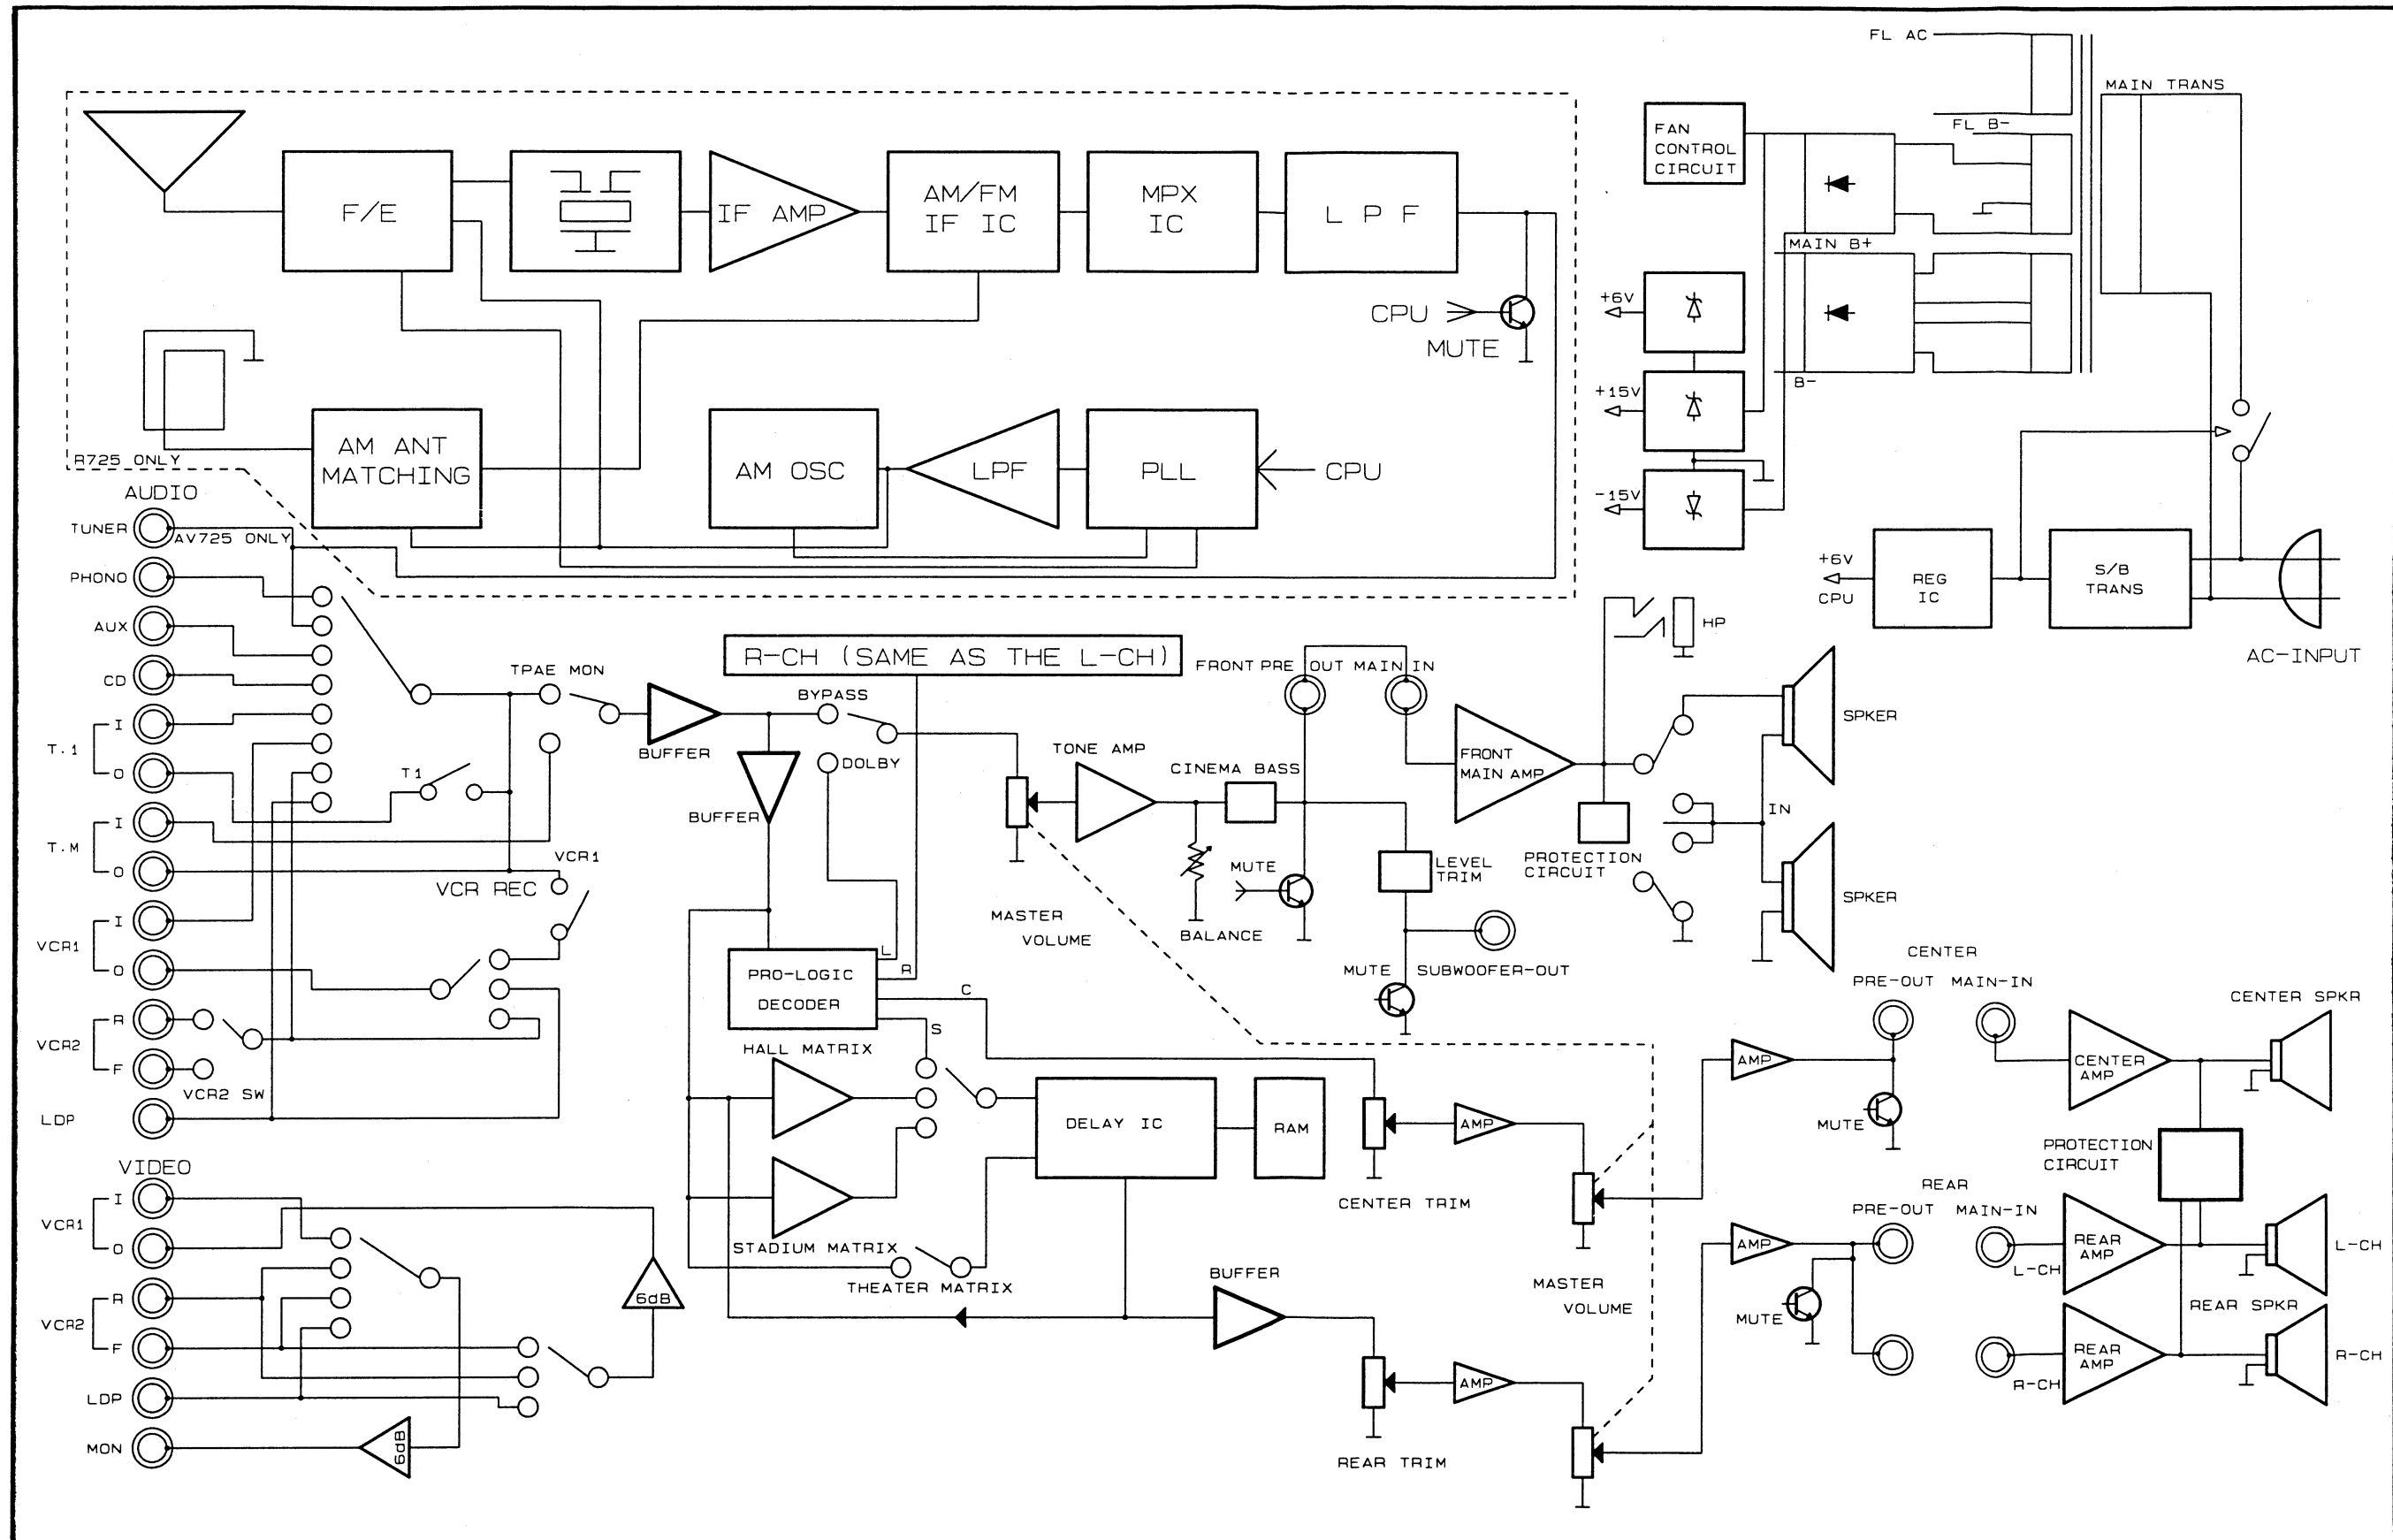 FL AC
MAIN TRANS
FL B-
FAN
CONTROL
CIRCUIT
MAIN B+
B-
+6V
+15V
-15V
F/E
IF AMP
AM/FM
IF IC
MPX
IC
L P F
CPU
MUTE
AM ANT
MATCHING
AM OSC
LPF
PLL
CPU
R725 ONLY
AUDIO
TUNER
AV725 ONLY
PHONO
AUX
CD
T.1
I
O
T.M
I
O
VCR1
I
O
VCR2
R
F
LDP
T1
TPAE MON
VCR REC
VCR1
VCR2 SW
BUFFER
BUFFER
R-CH (SAME AS THE L-CH)
BYPASS
DOLBY
MASTER
VOLUME
TONE AMP
CINEMA BASS
BALANCE
MUTE
FRONT PRE OUT MAIN IN
LEVEL
TRIM
MUTE
SUBWOOFER-OUT
FRONT
MAIN AMP
PROTECTION
CIRCUIT
HP
SPKER
IN
SPKER
+6V
CPU
REG
IC
S/B
TRANS
AC-INPUT
PRO-LOGIC
DECODER
L
R
C
S
HALL MATRIX
STADIUM MATRIX
THEATER MATRIX
DELAY IC
RAM
BUFFER
CENTER TRIM
AMP
REAR TRIM
AMP
MASTER
VOLUME
AMP
MUTE
CENTER
PRE-OUT
MAIN-IN
CENTER
AMP
CENTER SPKR
PROTECTION
CIRCUIT
AMP
MUTE
REAR
PRE-OUT
MAIN-IN
REAR
AMP
L-CH
L-CH
REAR SPKR
REAR
AMP
R-CH
R-CH
VIDEO
VCR1
I
O
VCR2
R
F
LDP
MON
6dB
6dB